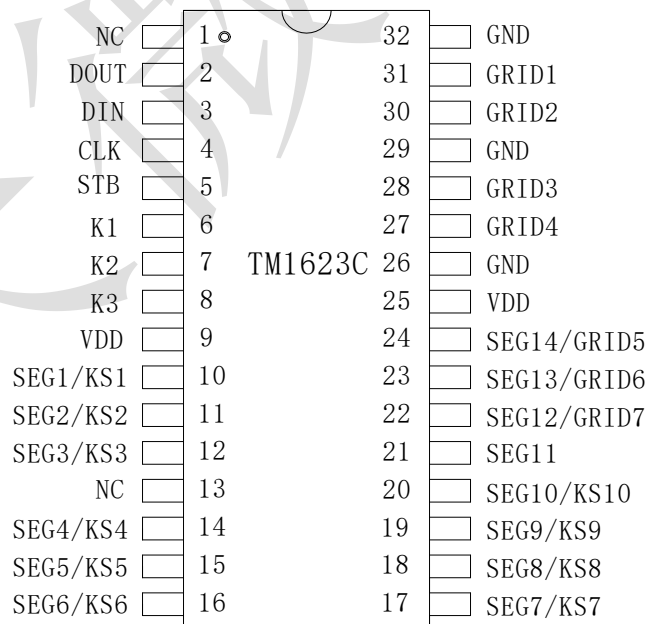 NC 1 32 GND
DOUT 2 31 GRID1
DIN 3 30 GRID2
CLK 4 29 GND
STB 5 28 GRID3
K1 6 27 GRID4
K2 7 TM1623C 26 GND
K3 8 25 VDD
VDD 9 24 SEG14/GRID5
SEG1/KS1 10 23 SEG13/GRID6
SEG2/KS2 11 22 SEG12/GRID7
SEG3/KS3 12 21 SEG11
NC 13 20 SEG10/KS10
SEG4/KS4 14 19 SEG9/KS9
SEG5/KS5 15 18 SEG8/KS8
SEG6/KS6 16 17 SEG7/KS7